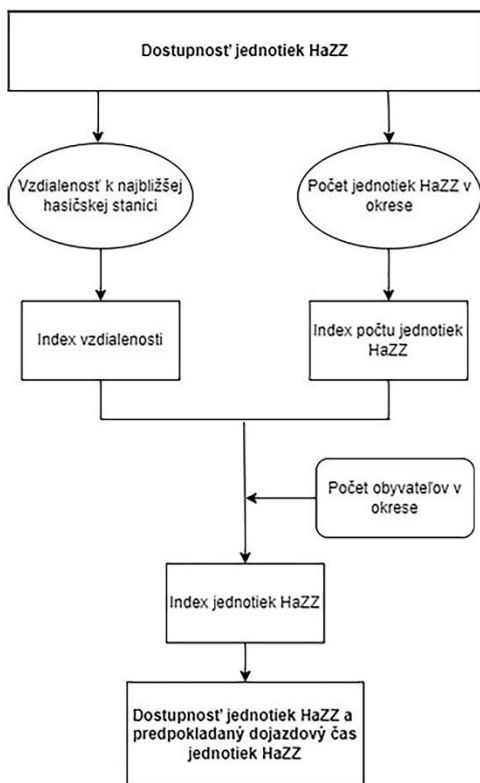 Dostupnosť jednotiek HaZZ
Vzdialenosť k najbližšej
hasičskej stanici
Počet jednotiek HaZZ v
okrese
Index vzdialenosti
Index počtu jednotiek
HaZZ
Počet obyvateľov v
okrese
Index jednotiek HaZZ
Dostupnosť jednotiek HaZZ a
predpokladaný dojazdový čas
jednotiek HaZZ